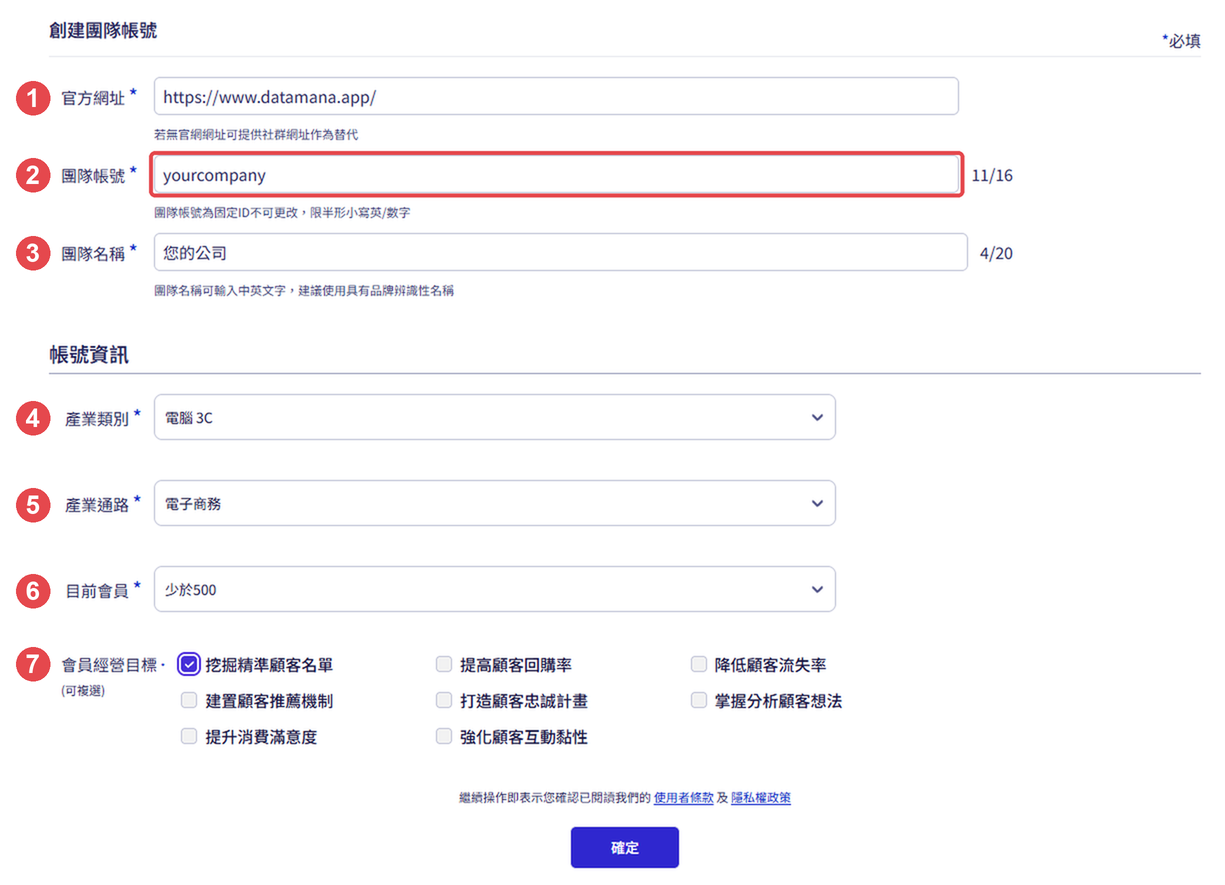 創建團隊帳號
*必填
1 官方網址 * https://www.datamana.app/
若無官網網址可提供社群網址作為替代
2 團隊帳號 * yourcompany 11/16
團隊帳號為固定ID不可更改，限半形小寫英/數字
3 團隊名稱 * 您的公司 4/20
團隊名稱可輸入中英文字，建議使用具有品牌辨識性名稱
帳號資訊
4 產業類別 * 電腦 3C
5 產業通路 * 電子商務
6 目前會員 * 少於500
7 會員經營目標· 挖掘精準顧客名單 提高顧客回購率 降低顧客流失率
(可複選)
建置顧客推薦機制 打造顧客忠誠計畫 掌握分析顧客想法
提升消費滿意度 強化顧客互動黏性
繼續操作即表示您確認已閱讀我們的 使用者條款 及 隱私權政策
確定